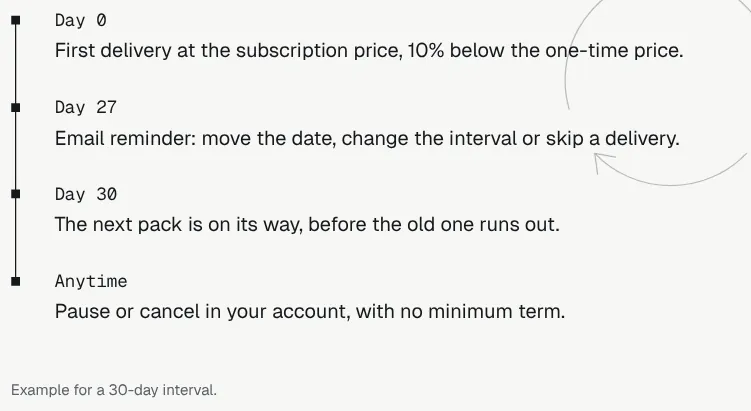 Day 0
First delivery at the subscription price, 10% below the one-time price.
Day 27
Email reminder: move the date, change the interval or skip a delivery.
Day 30
The next pack is on its way, before the old one runs out.
Anytime
Pause or cancel in your account, with no minimum term.
Example for a 30-day interval.